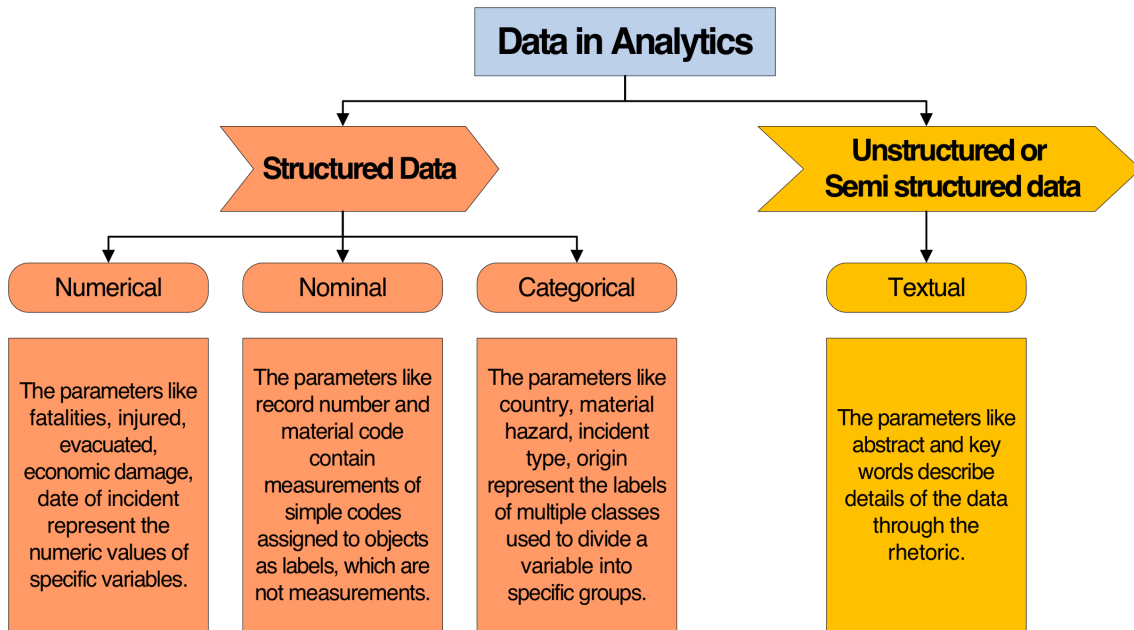 Data in Analytics
Structured Data
Unstructured or
Semi structured data
Numerical
Nominal
Categorical
Textual
The parameters like
fatalities, injured,
evacuated,
economic damage,
date of incident
represent the
numeric values of
specific variables.
The parameters like
record number and
material code
contain
measurements of
simple codes
assigned to objects
as labels, which are
not measurements.
The parameters like
country, material
hazard, incident
type, origin
represent the labels
of multiple classes
used to divide a
variable into
specific groups.
The parameters like
abstract and key
words describe
details of the data
through the
rhetoric.